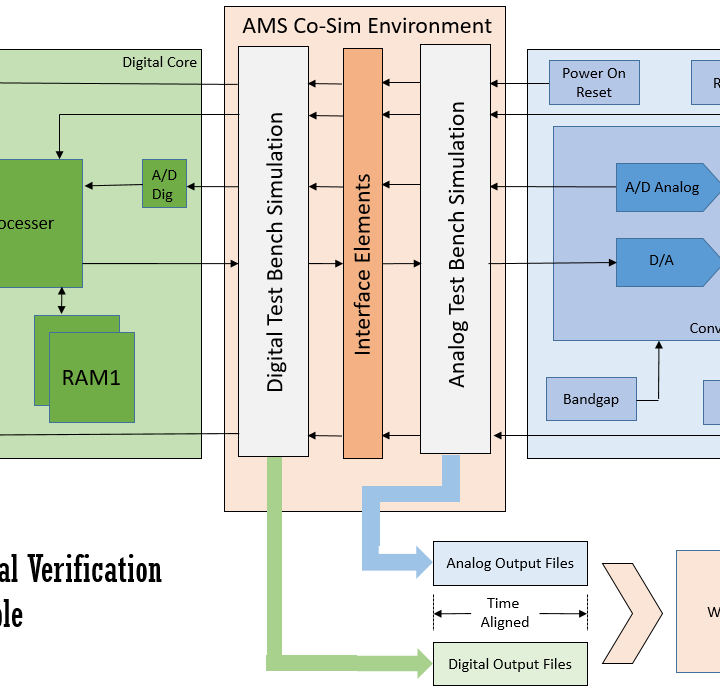 AMS Co-Sim Environment
Digital Core
Power On
Reset
R
A/D
Dig
A/D Analog
ocesser
D/A
Digital Test Bench Simulation
Interface Elements
Analog Test Bench Simulation
Conv
RAM1
Bandgap
al Verification
ple
Analog Output Files
Time
Aligned
W
Digital Output Files